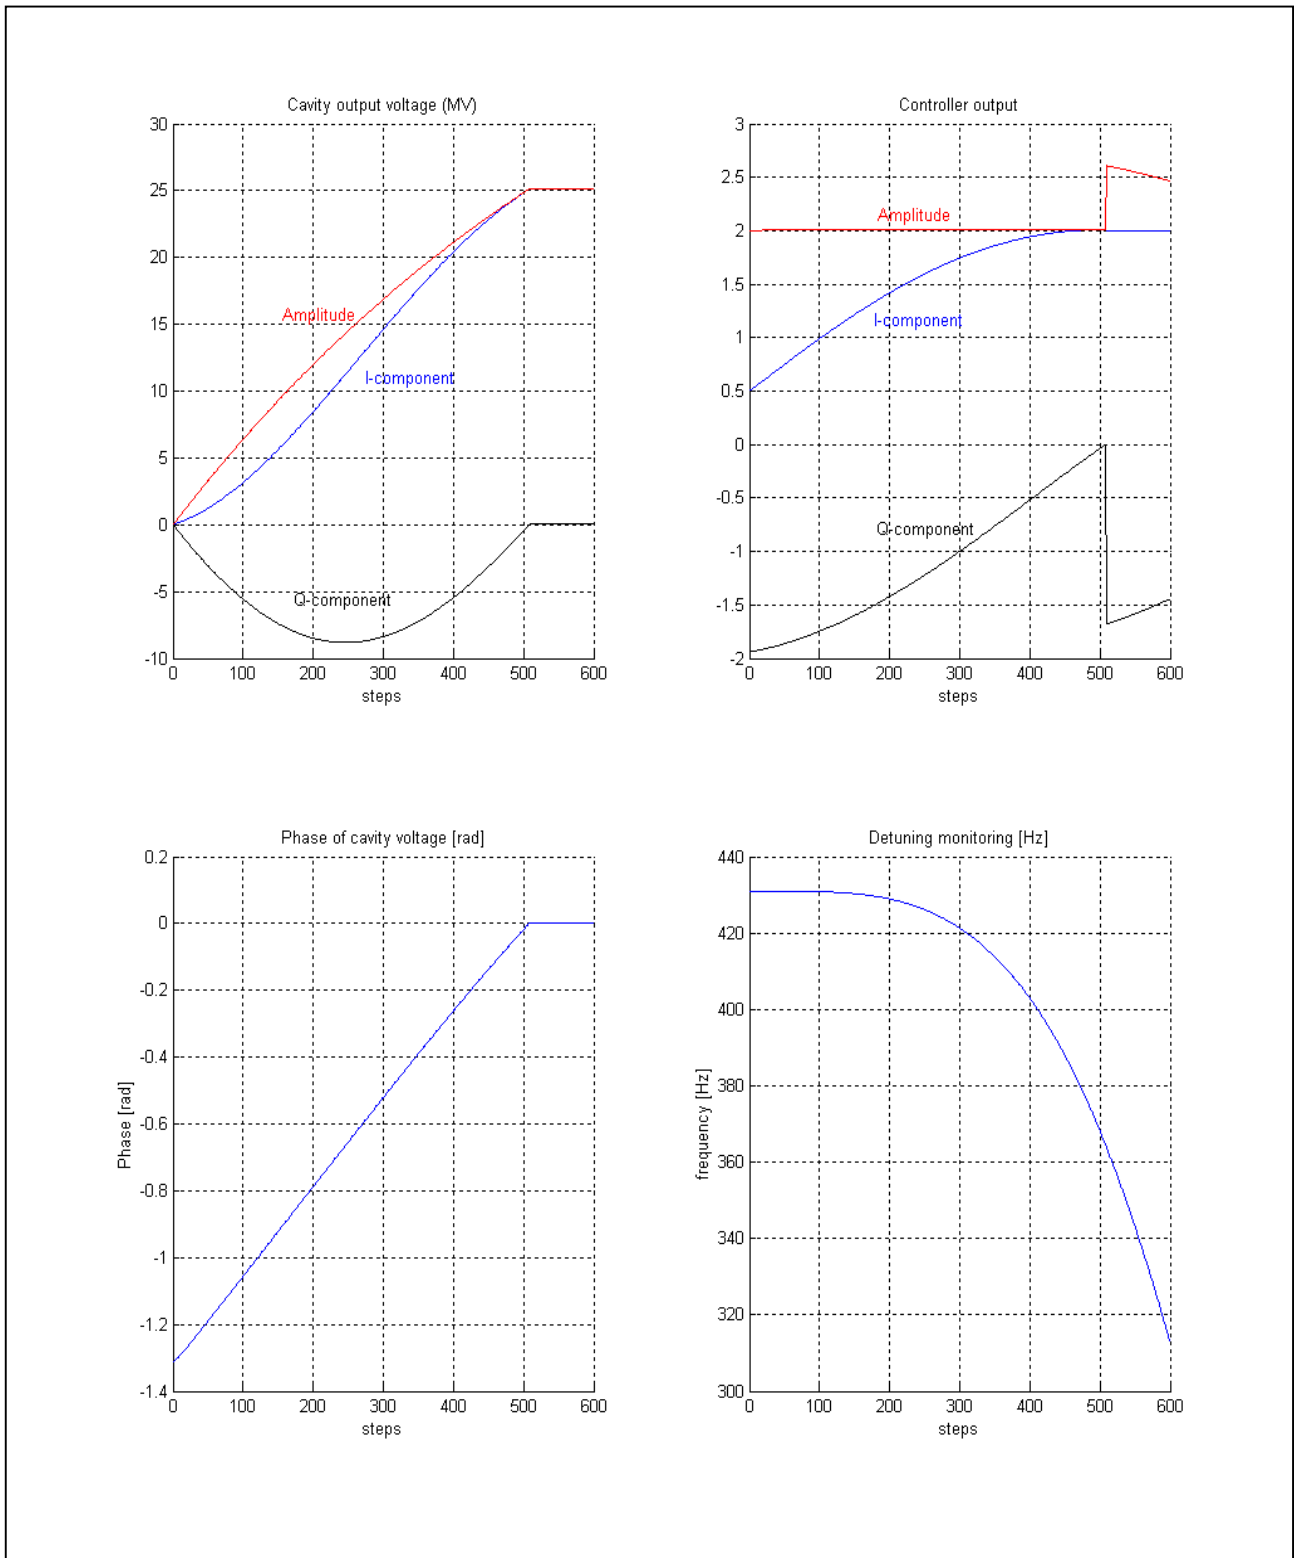 Cavity output voltage (MV)
30
25
20
15
10
5
0
-5
-10
Amplitude
I-component
Q-component
0 100 200 300 400 500 600
steps
Controller output
3
2.5
2
1.5
1
0.5
0
-0.5
-1
-1.5
-2
Amplitude
I-component
Q-component
0 100 200 300 400 500 600
steps
Phase of cavity voltage [rad]
0.2
0
-0.2
-0.4
-0.6
-0.8
-1
-1.2
-1.4
Phase [rad]
0 100 200 300 400 500 600
steps
Detuning monitoring [Hz]
440
420
400
380
360
340
320
300
frequency [Hz]
0 100 200 300 400 500 600
steps